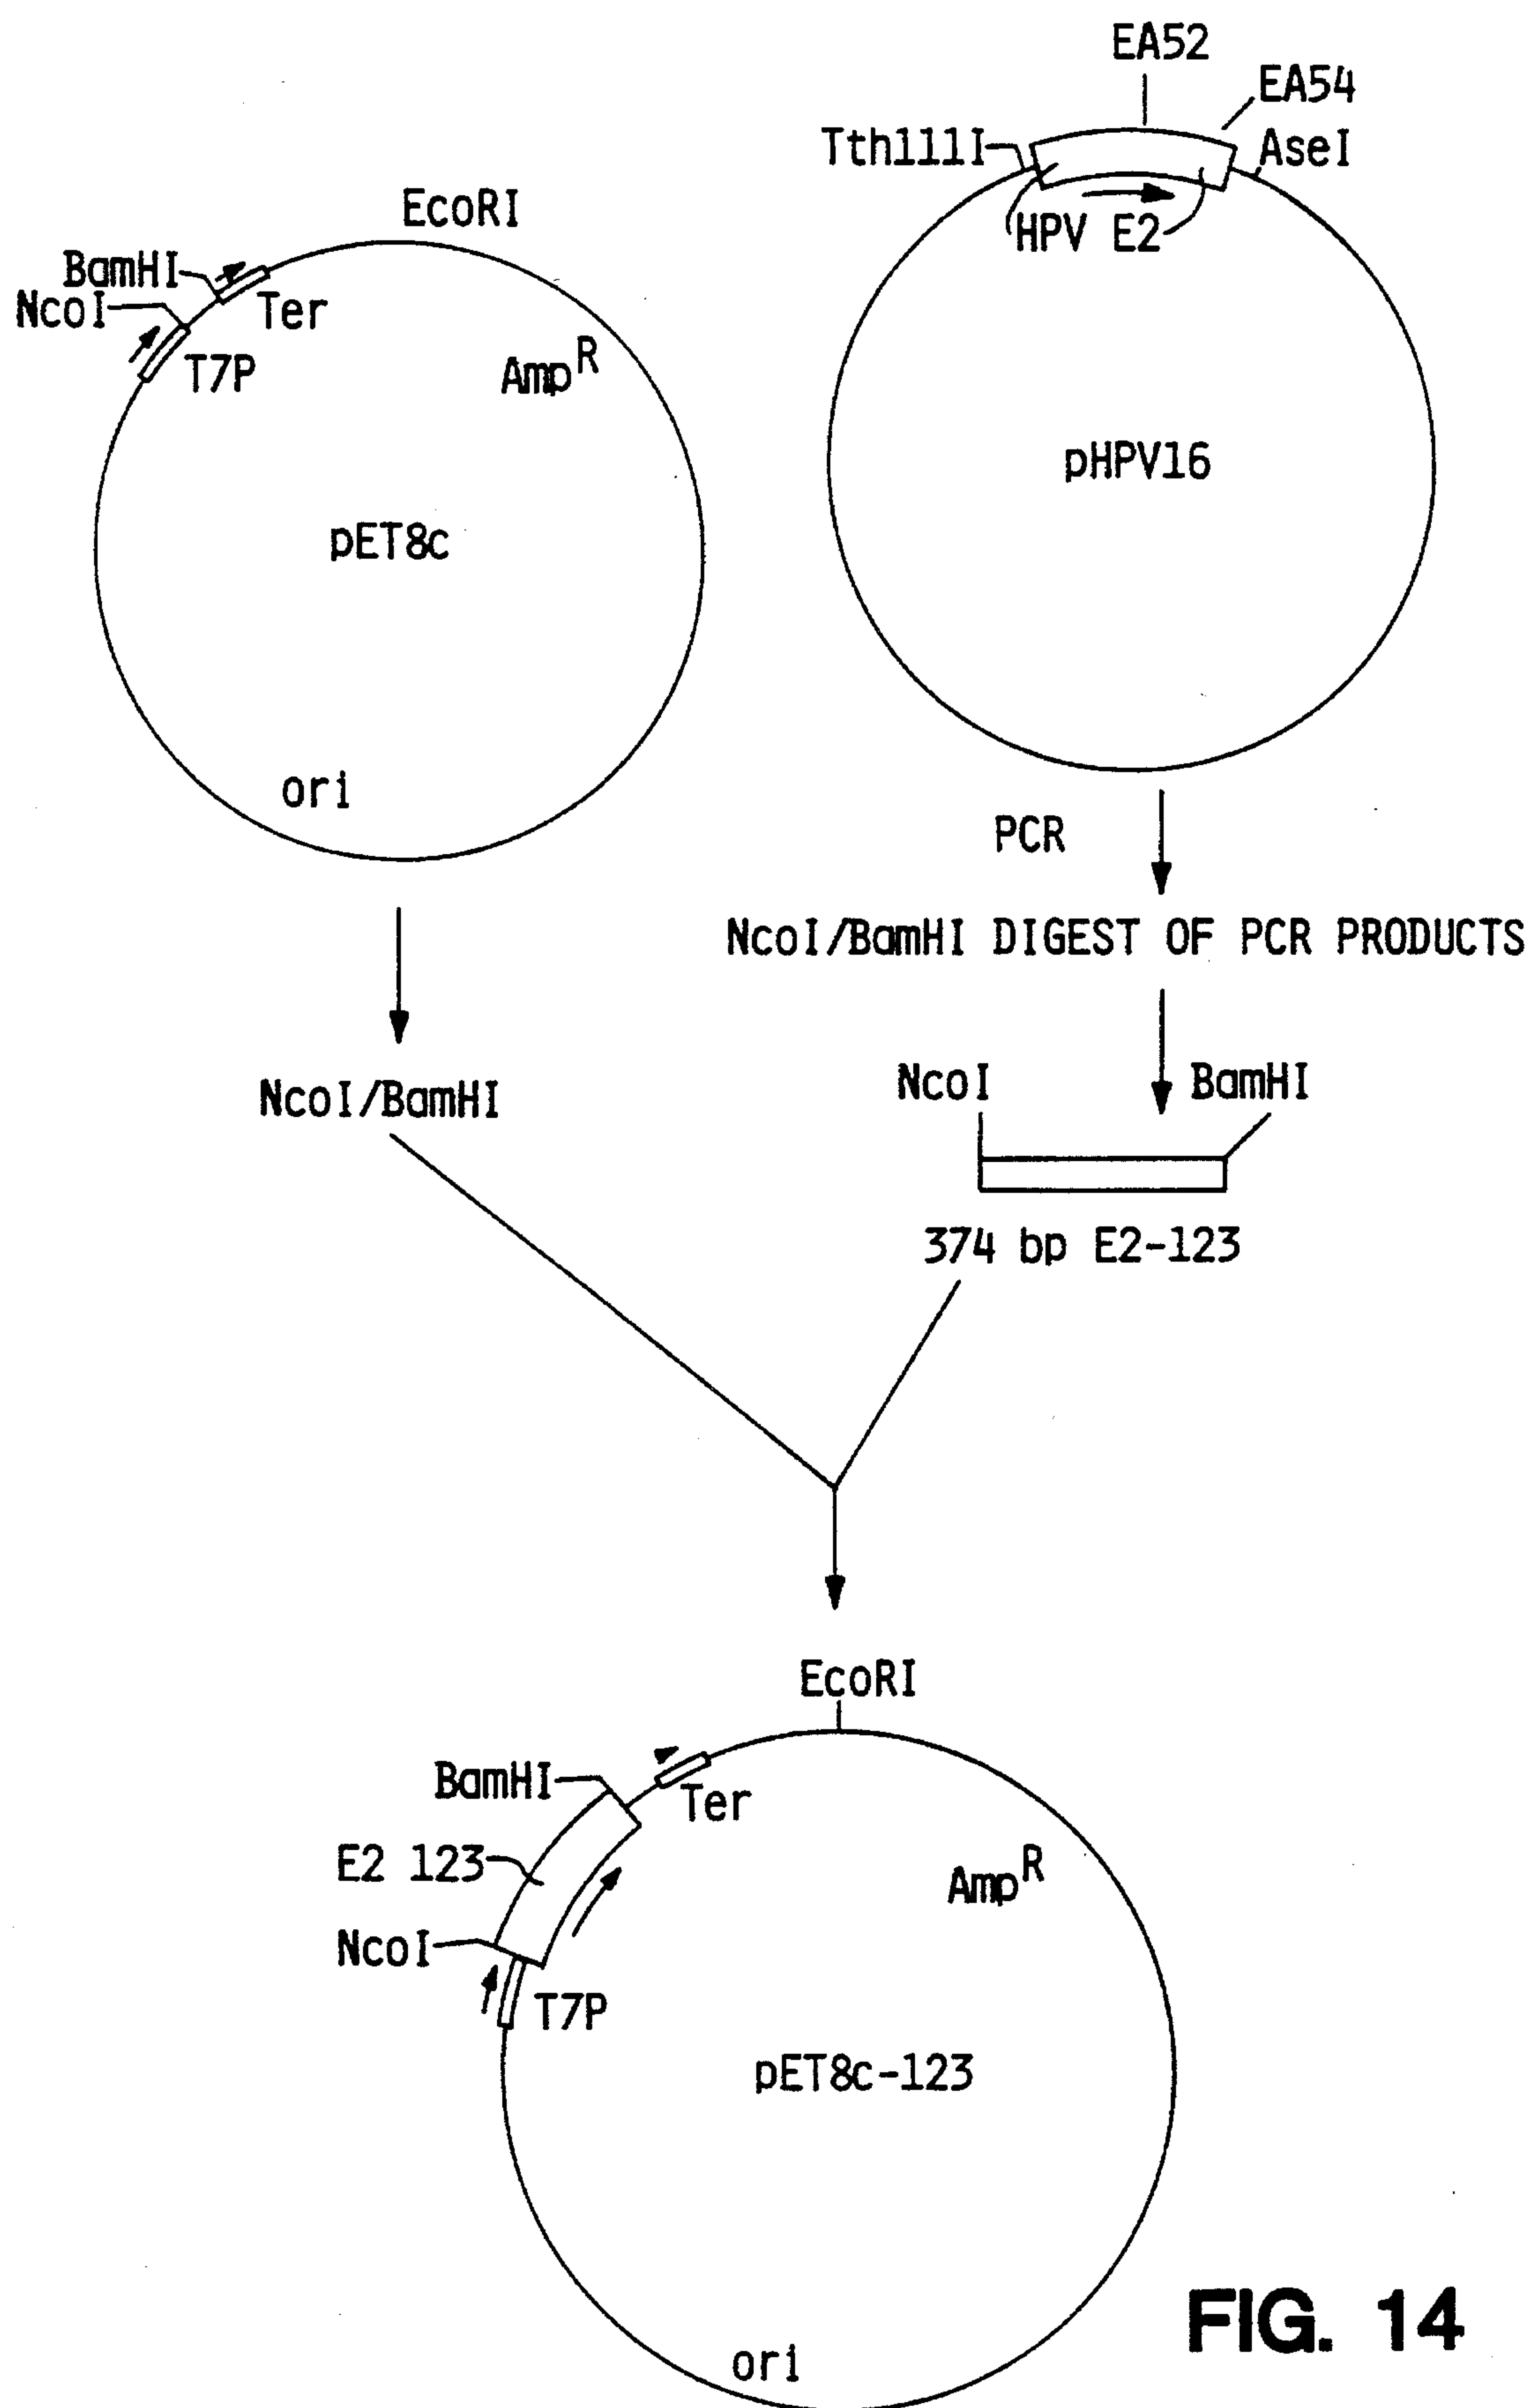 EA52
EA54
Tth111I
AseI
HPV E2
pHPV16
EcoRI
BamHI
NcoI
Ter
T7P
Amp^R
pET8c
ori
PCR
NcoI/BamHI DIGEST OF PCR PRODUCTS
NcoI/BamHI
NcoI
BamHI
374 bp E2-123
EcoRI
BamHI
Ter
E2 123
Amp^R
NcoI
T7P
pET8c-123
ori
FIG. 14